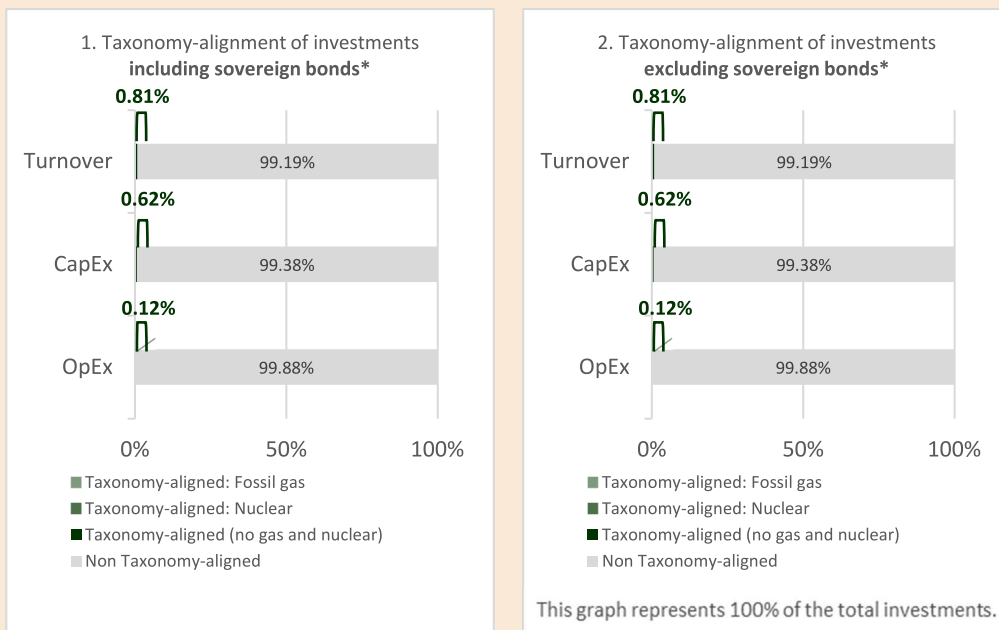 1. Taxonomy-alignment of investments
including sovereign bonds*
0.81%
Turnover
99.19%
0.62%
CapEx
99.38%
0.12%
OpEx
99.88%
0% 50% 100%
Taxonomy-aligned: Fossil gas
Taxonomy-aligned: Nuclear
Taxonomy-aligned (no gas and nuclear)
Non Taxonomy-aligned
2. Taxonomy-alignment of investments
excluding sovereign bonds*
0.81%
Turnover
99.19%
0.62%
CapEx
99.38%
0.12%
OpEx
99.88%
0% 50% 100%
Taxonomy-aligned: Fossil gas
Taxonomy-aligned: Nuclear
Taxonomy-aligned (no gas and nuclear)
Non Taxonomy-aligned
This graph represents 100% of the total investments.